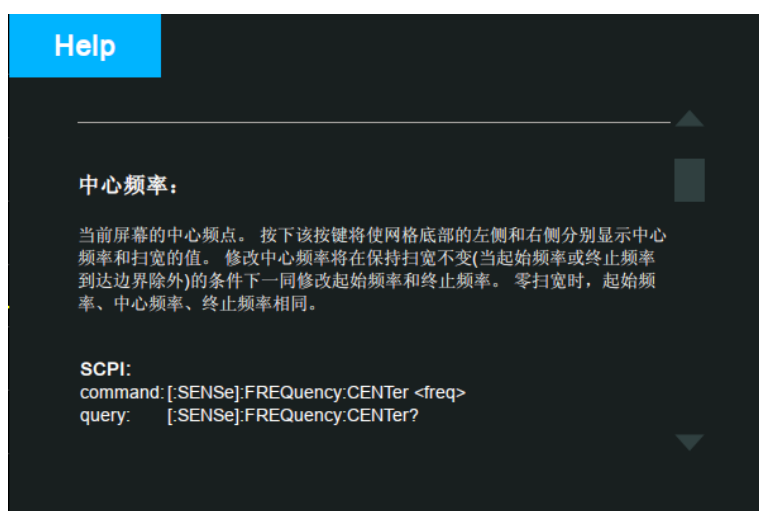 Help
中心频率：
当前屏幕的中心频点。 按下该按键将使网格底部的左侧和右侧分别显示中心
频率和扫宽的值。 修改中心频率将在保持扫宽不变(当起始频率或终止频率
到达边界除外)的条件下一同修改起始频率和终止频率。 零扫宽时，起始频
率、中心频率、终止频率相同。
SCPI:
command: [:SENSe]:FREQuency:CENTer <freq>
query: [:SENSe]:FREQuency:CENTer?